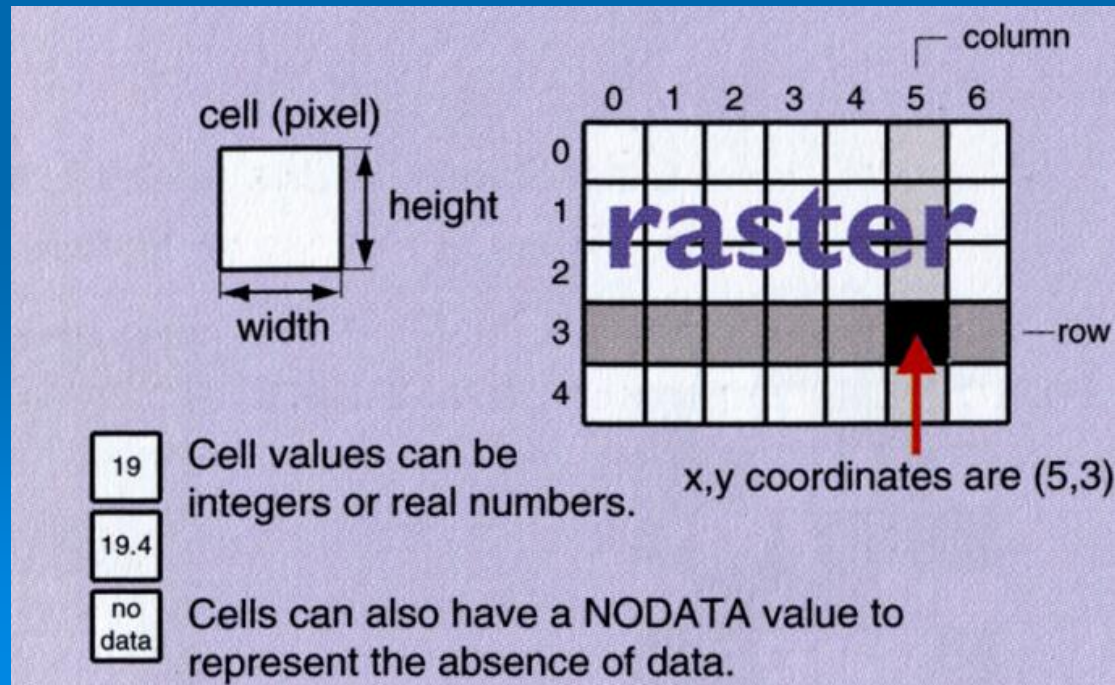 column
0 1 2 3 4 5 6
cell (pixel)
0
height
1
raster
2
width
3
row
4
x,y coordinates are (5,3)
19
Cell values can be
integers or real numbers.
19.4
no
data
Cells can also have a NODATA value to
represent the absence of data.